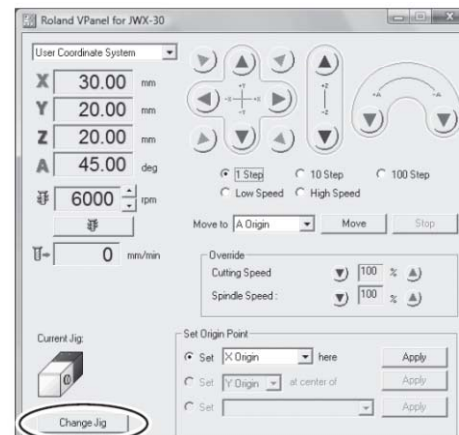 Roland VPanel for JWX-30
User Coordinate System
X 30.00 mm
Y 20.00 mm
Z 20.00 mm
A 45.00 deg
6000 rpm
0 mm/min
+Y
-X +X
-Y
+Z
-Z
-A +A
1 Step 10 Step 100 Step
Low Speed High Speed
Move to A Origin Move Stop
Override
Cutting Speed 100 %
Spindle Speed : 100 %
Current Jig:
Change Jig
Set Origin Point
Set X Origin here Apply
Set Y Origin at center of Apply
Set Apply